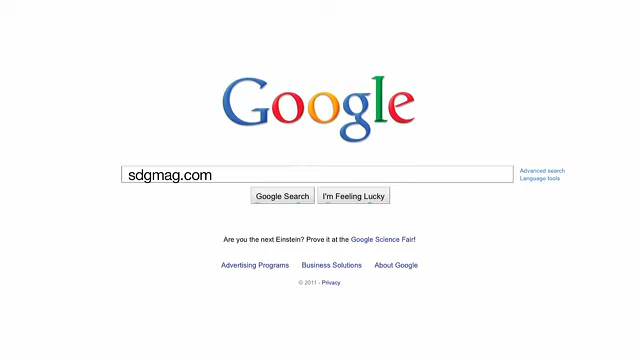 Google
sdgmag.com
Advanced search
Language tools
Google Search
I'm Feeling Lucky
Are you the next Einstein? Prove it at the Google Science Fair!
Advertising Programs
Business Solutions
About Google
© 2011 - Privacy